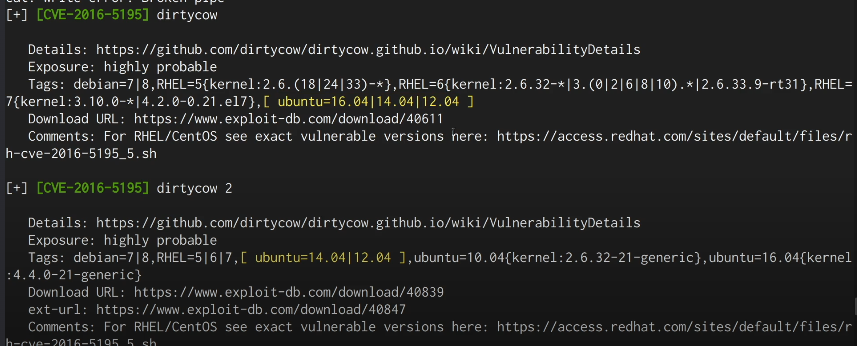 cat: write error: Broken pipe
[+] [CVE-2016-5195] dirtycow
Details: https://github.com/dirtycow/dirtycow.github.io/wiki/VulnerabilityDetails
Exposure: highly probable
Tags: debian=7|8,RHEL=5{kernel:2.6.(18|24|33)-*},RHEL=6{kernel:2.6.32-*|3.(0|2|6|8|10).*|2.6.33.9-rt31},RHEL=
7{kernel:3.10.0-*|4.2.0-0.21.el7},[ ubuntu=16.04|14.04|12.04 ]
Download URL: https://www.exploit-db.com/download/40611
Comments: For RHEL/CentOS see exact vulnerable versions here: https://access.redhat.com/sites/default/files/r
h-cve-2016-5195_5.sh
[+] [CVE-2016-5195] dirtycow 2
Details: https://github.com/dirtycow/dirtycow.github.io/wiki/VulnerabilityDetails
Exposure: highly probable
Tags: debian=7|8,RHEL=5|6|7,[ ubuntu=14.04|12.04 ],ubuntu=10.04{kernel:2.6.32-21-generic},ubuntu=16.04{kernel
:4.4.0-21-generic}
Download URL: https://www.exploit-db.com/download/40839
ext-url: https://www.exploit-db.com/download/40847
Comments: For RHEL/CentOS see exact vulnerable versions here: https://access.redhat.com/sites/default/files/r
h-cve-2016-5195_5.sh